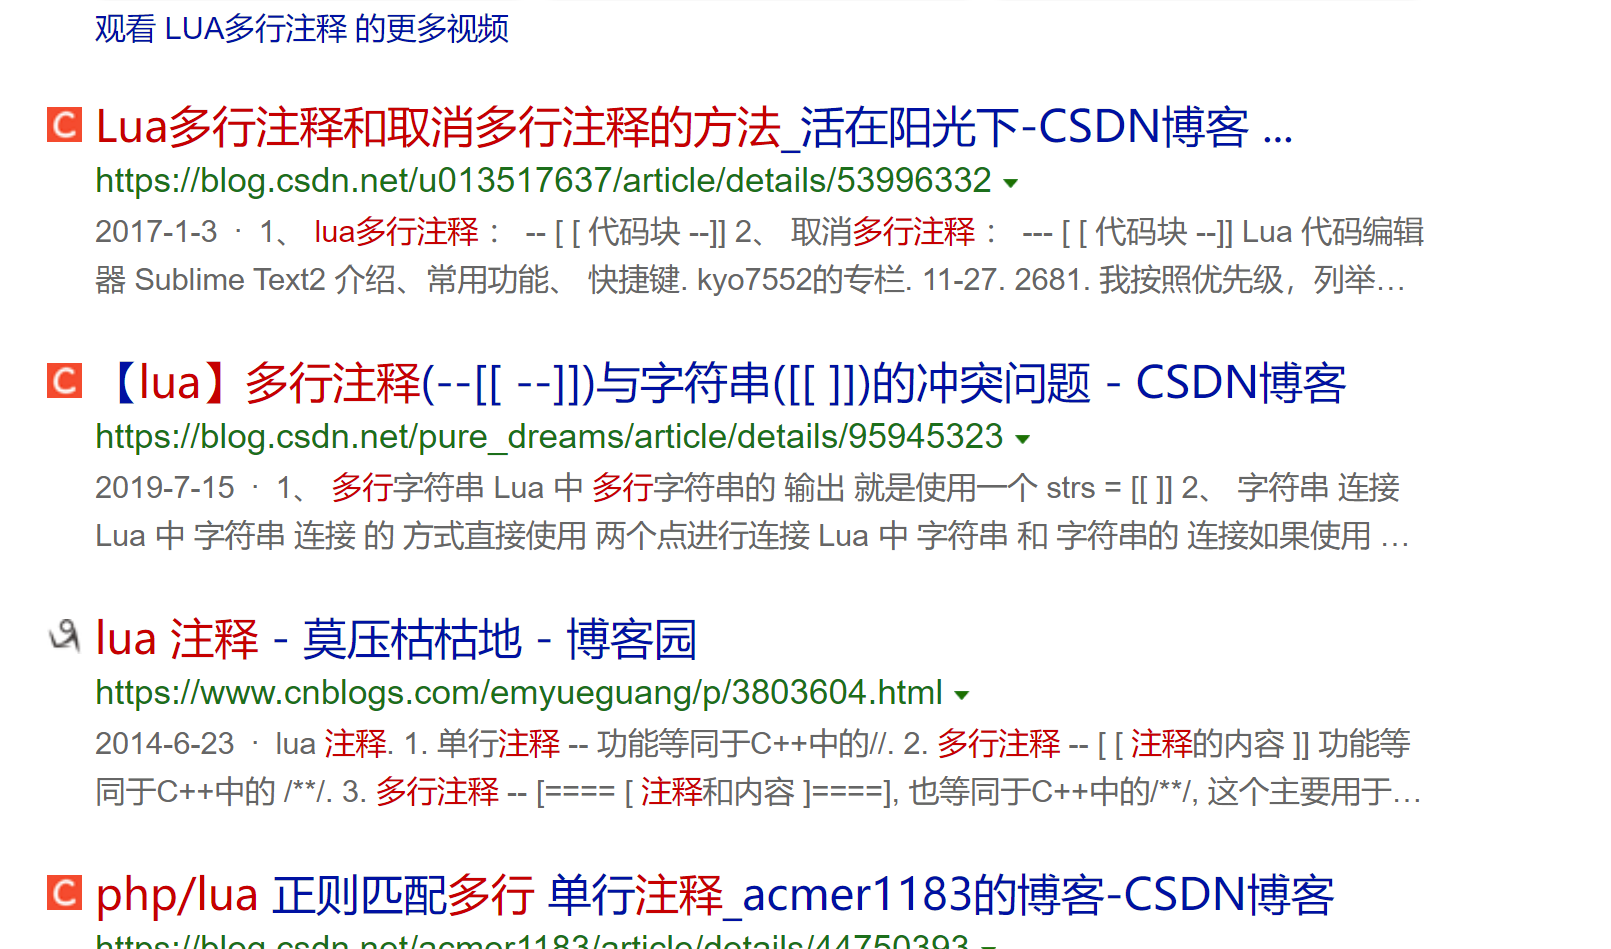 观看 LUA多行注释 的更多视频
Lua多行注释和取消多行注释的方法_活在阳光下-CSDN博客 ...
https://blog.csdn.net/u013517637/article/details/53996332
2017-1-3 · 1、 lua多行注释 ： -- [ [ 代码块 --]] 2、 取消多行注释 ： --- [ [ 代码块 --]] Lua 代码编辑
器 Sublime Text2 介绍、常用功能、 快捷键. kyo7552的专栏. 11-27. 2681. 我按照优先级，列举…
【lua】多行注释(--[[ --]])与字符串([[ ]])的冲突问题 - CSDN博客
https://blog.csdn.net/pure_dreams/article/details/95945323
2019-7-15 · 1、 多行字符串 Lua 中 多行字符串的 输出 就是使用一个 strs = [[ ]] 2、 字符串 连接
Lua 中 字符串 连接 的 方式直接使用 两个点进行连接 Lua 中 字符串 和 字符串的 连接如果使用 …
lua 注释 - 莫压枯枯地 - 博客园
https://www.cnblogs.com/emyueguang/p/3803604.html
2014-6-23 · lua 注释. 1. 单行注释 -- 功能等同于C++中的//. 2. 多行注释 -- [ [ 注释的内容 ]] 功能等
同于C++中的 /**/. 3. 多行注释 -- [==== [ 注释和内容 ]====], 也等同于C++中的/**/, 这个主要用于…
php/lua 正则匹配多行 单行注释_acmer1183的博客-CSDN博客
https://blog.csdn.net/acmer1183/article/details/44750393